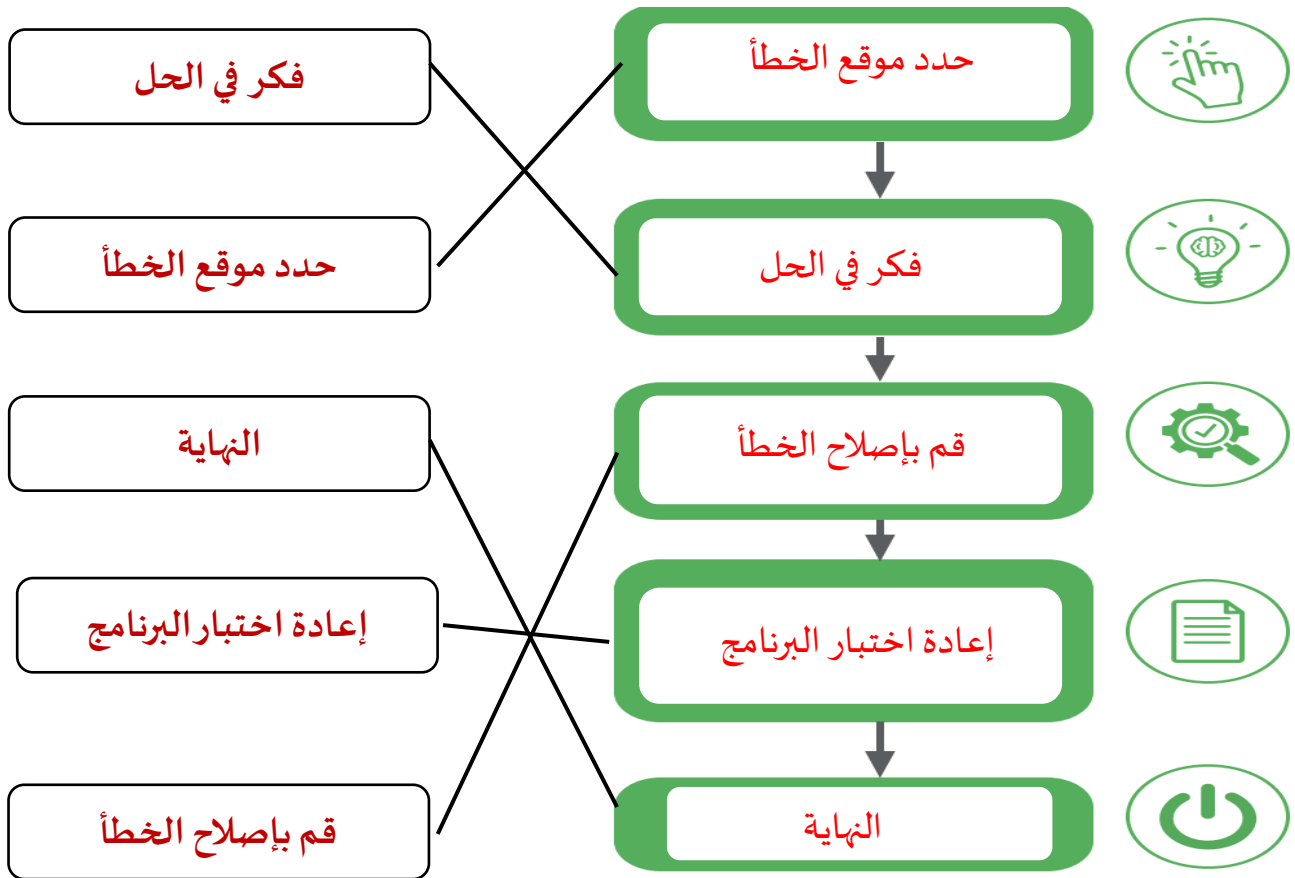 حدد موقع الخطأ
فكر في الحل
فكر في الحل
حدد موقع الخطأ
قم بإصلاح الخطأ
النهاية
إعادة اختبار البرنامج
إعادة اختبار البرنامج
النهاية
قم بإصلاح الخطأ